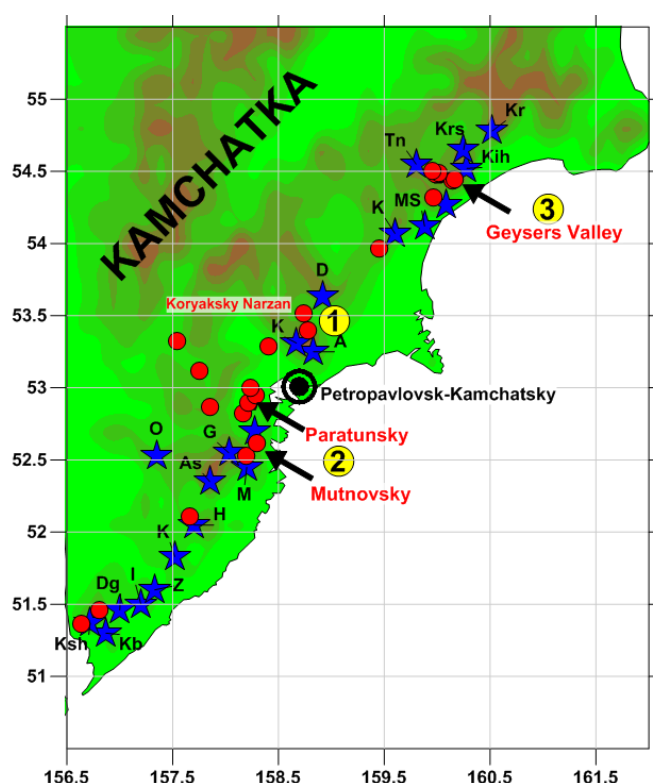 55
54.5
54
53.5
53
52.5
52
51.5
51
156.5
157.5
158.5
159.5
160.5
161.5
KAMCHATKA
Kr
Krs
Tn
Kih
MS
K
3
Geysers Valley
D
Koryaksky Narzan
1
K
A
Petropavlovsk-Kamchatsky
O
G
Paratunsky
As
2
M
Mutnovsky
H
K
I
Dg
Z
Ksh
Kb